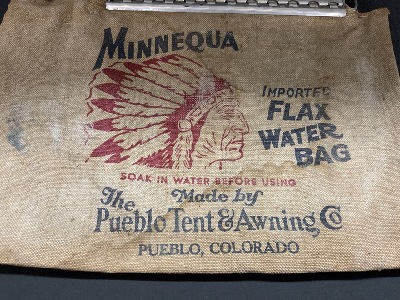 MINNEQUA
IMPORTED
FLAX
WATER
BAG
SOAK IN WATER BEFORE USING
Made by
The Pueblo Tent & Awning Co
PUEBLO, COLORADO